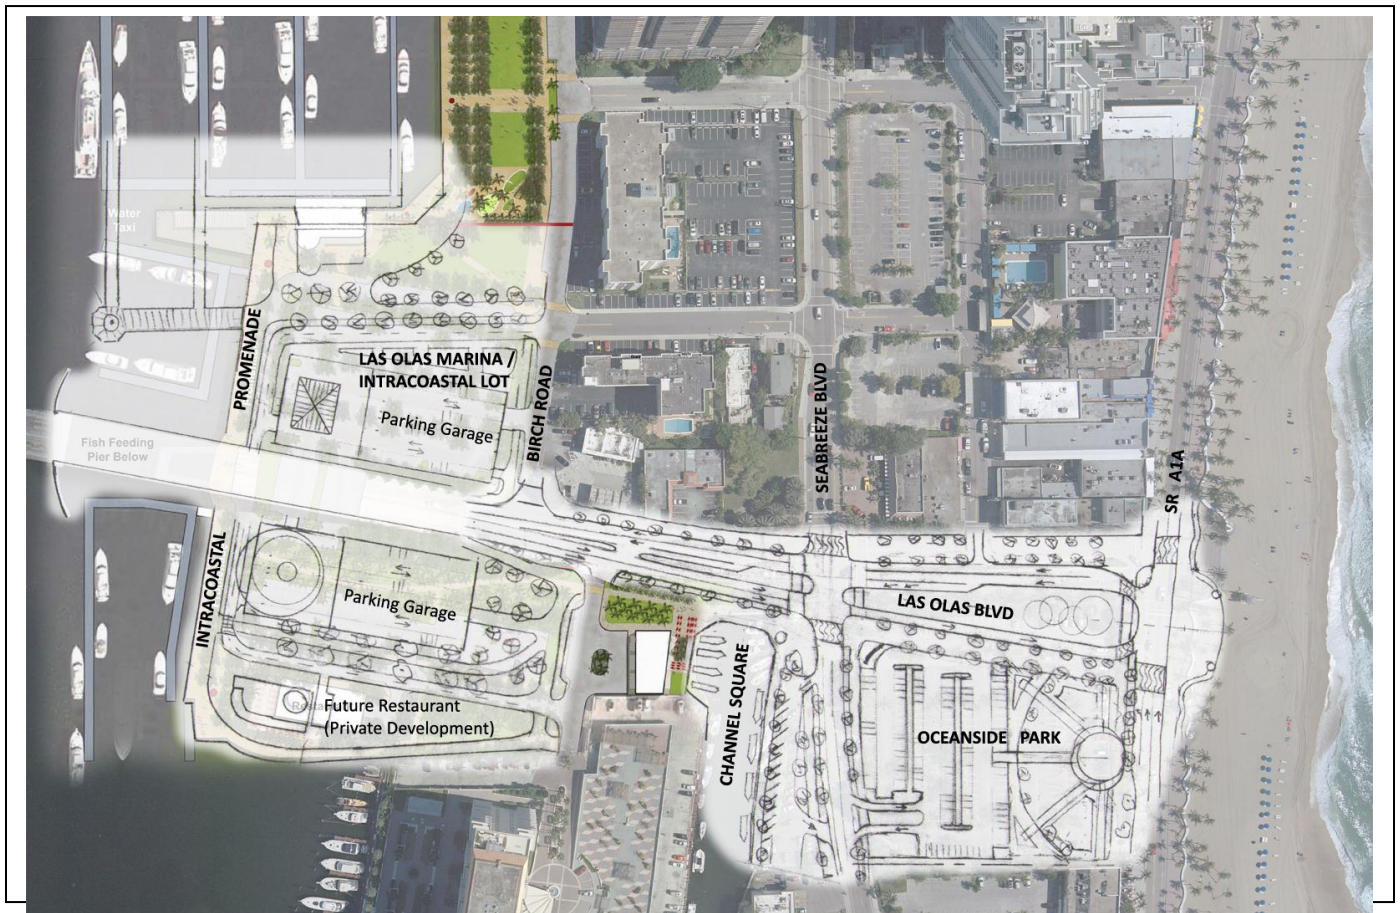 Water
Taxi
PROMENADE
LAS OLAS MARINA /
INTRACOASTAL LOT
Parking Garage
BIRCH ROAD
SEABREEZE BLVD
SR A1A
Fish Feeding
Pier Below
INTRACOASTAL
Parking Garage
LAS OLAS BLVD
CHANNEL SQUARE
Future Restaurant
(Private Development)
OCEANSIDE PARK